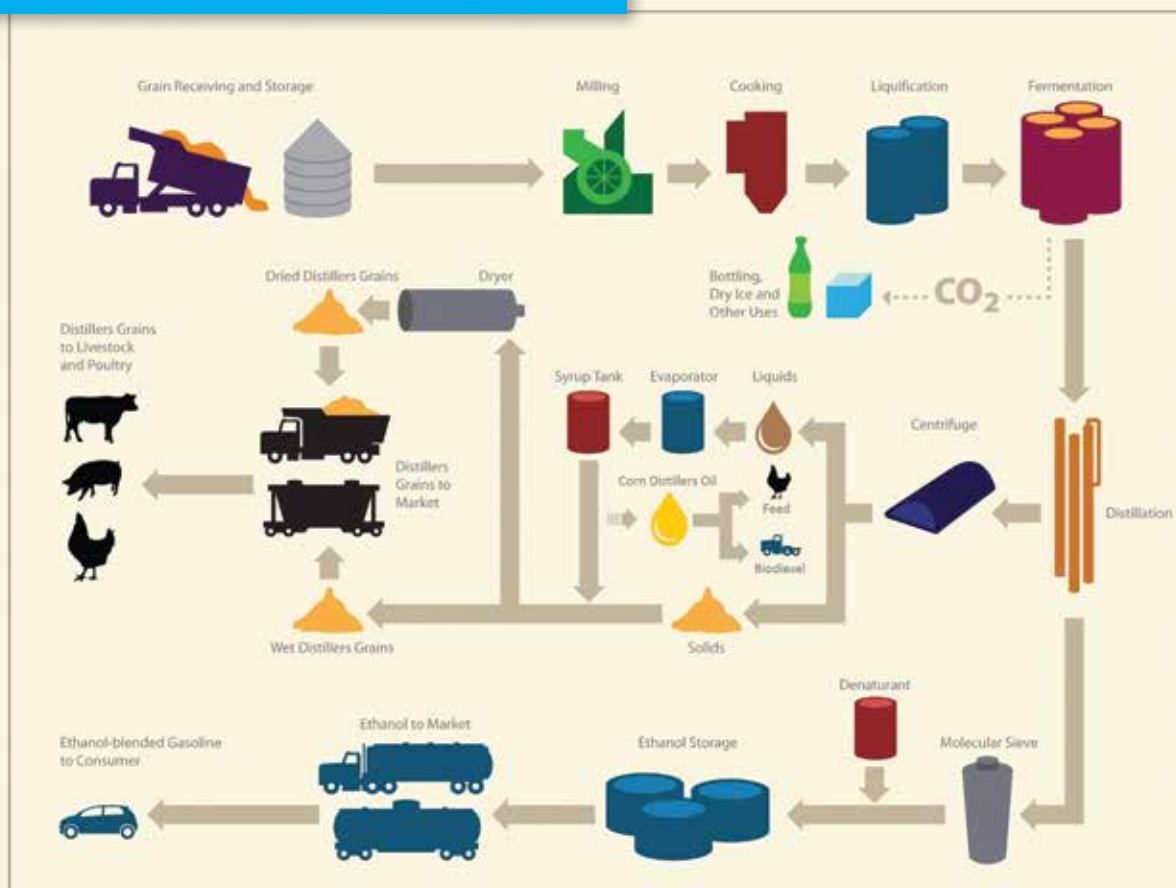 Grain Receiving and Storage
Milling
Cooking
Liquification
Fermentation
Bottling,
Dry Ice and
Other Uses
CO2
Dried Distillers Grains
Dryer
Distillers Grains
to Livestock
and Poultry
Syrup Tank
Evaporator
Liquids
Centrifuge
Distillers
Grains to
Market
Corn Distillers Oil
Feed
Biodiesel
Distillation
Wet Distillers Grains
Solids
Denaturant
Ethanol-blended Gasoline
to Consumer
Ethanol to Market
Ethanol Storage
Molecular Sieve